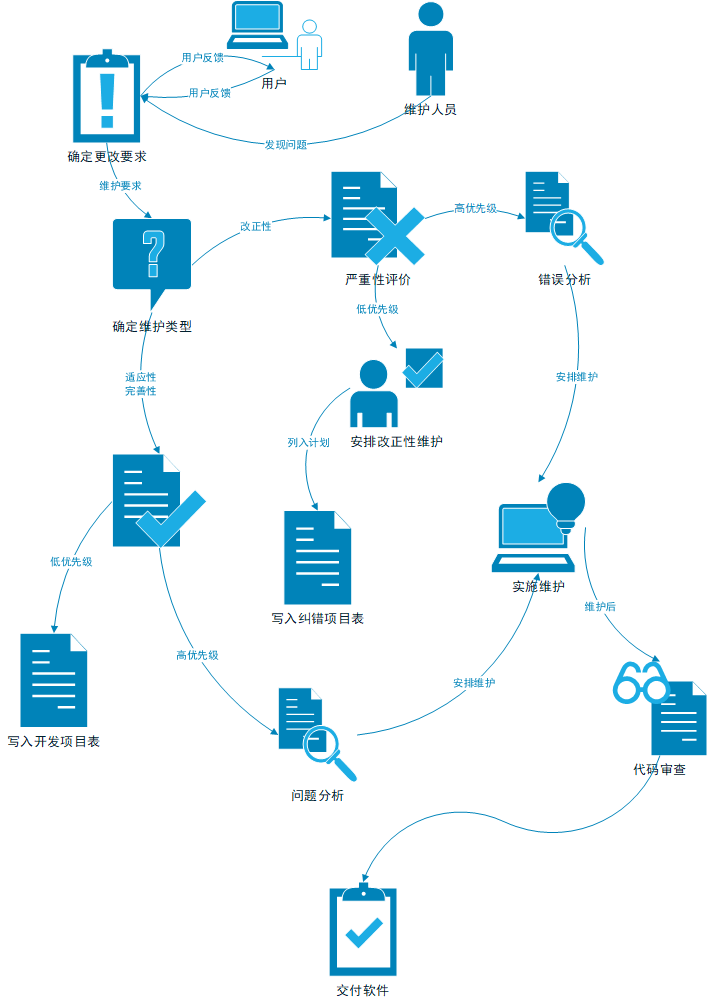 用户反馈
用户
用户反馈
维护人员
发现问题
确定更改要求
维护要求
改正性
高优先级
严重性评价
错误分析
低优先级
确定维护类型
适应性
完善性
安排维护
列入计划
安排改正性维护
低优先级
实施维护
维护后
写入纠错项目表
高优先级
安排维护
写入开发项目表
代码审查
问题分析
交付软件